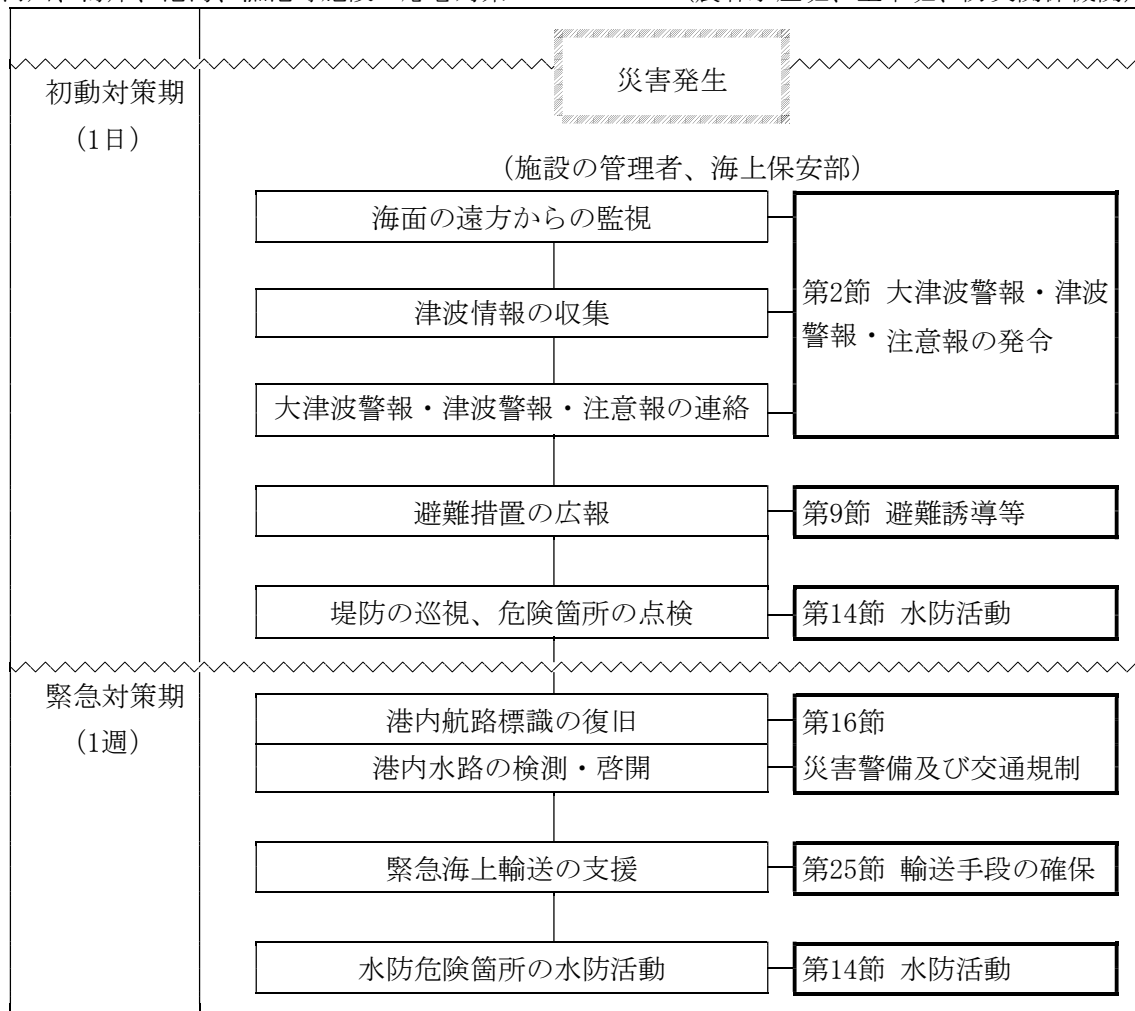 災害発生
初動対策期
(1日)
(施設の管理者、海上保安部)
海面の遠方からの監視
津波情報の収集
大津波警報・津波警報・注意報の連絡
第2節 大津波警報・津波
警報・注意報の発令
避難措置の広報
第9節 避難誘導等
堤防の巡視、危険箇所の点検
第14節 水防活動
緊急対策期
(1週)
港内航路標識の復旧
港内水路の検測・啓開
第16節
災害警備及び交通規制
緊急海上輸送の支援
第25節 輸送手段の確保
水防危険箇所の水防活動
第14節 水防活動